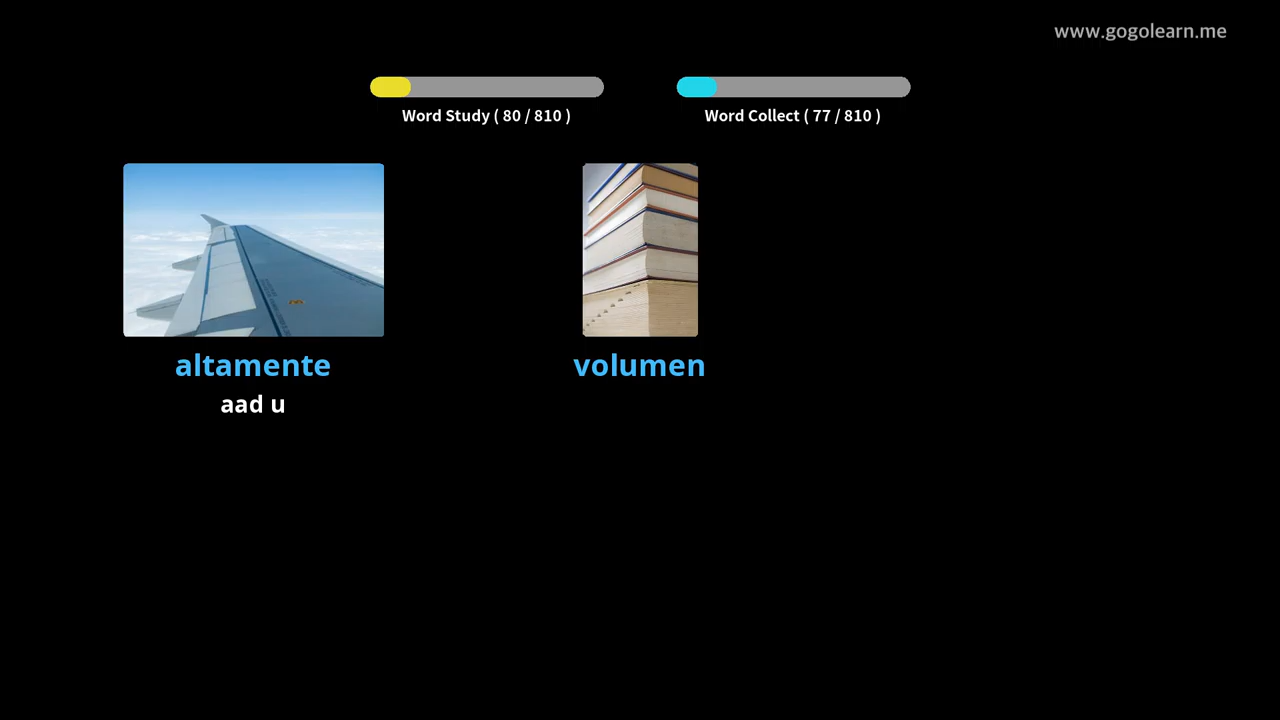 www.gogolearn.me
Word Study ( 80 / 810 )
Word Collect ( 77 / 810 )
altamente
volumen
aad u